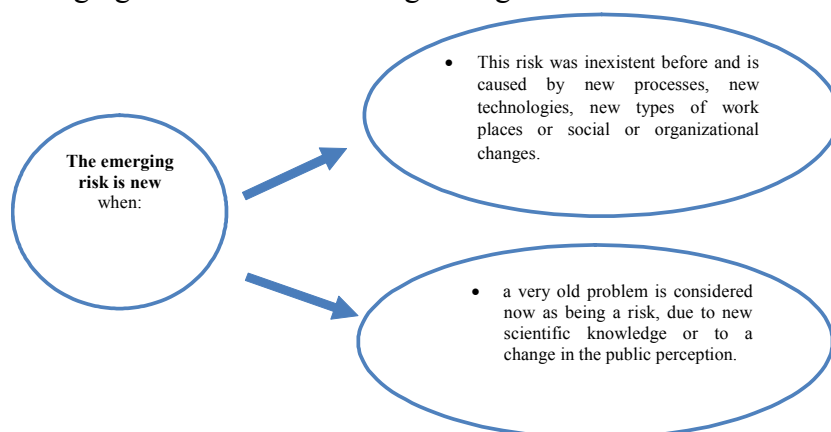 The emerging
risk is new
when:
• This risk was inexistent before and is
caused by new processes, new
technologies, new types of work
places or social or organizational
changes.
• a very old problem is considered
now as being a risk, due to new
scientific knowledge or to a
change in the public perception.